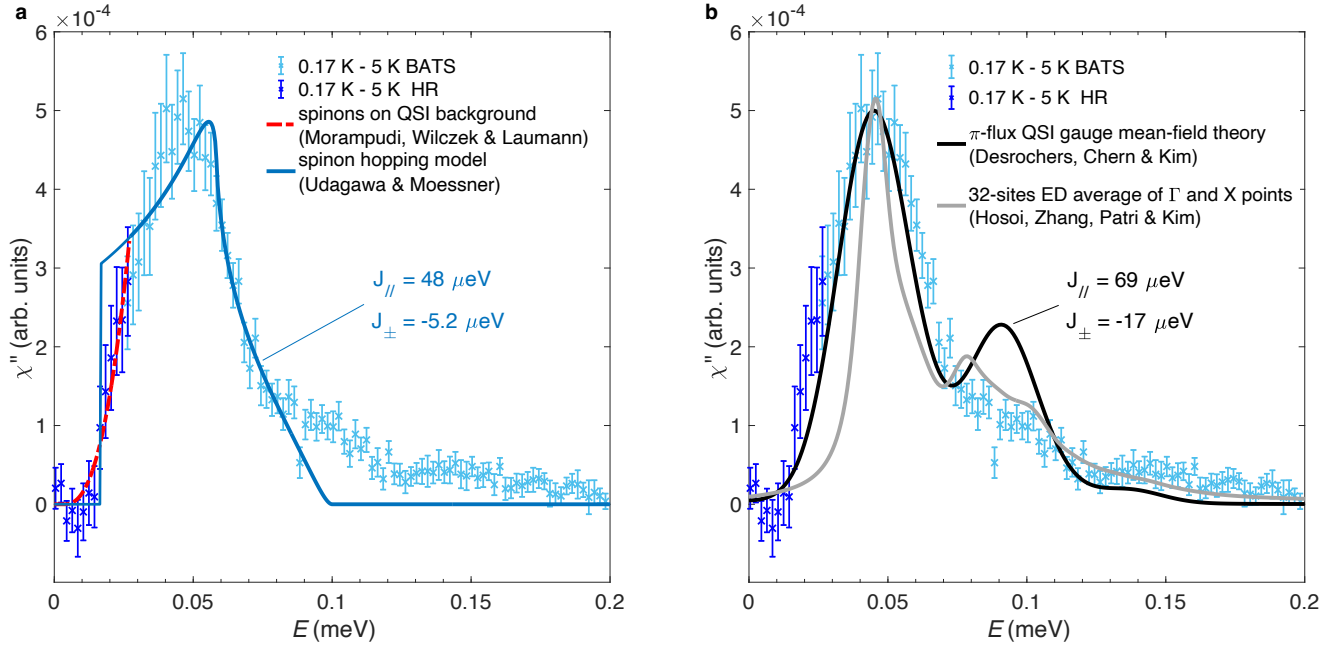 a
×10⁻⁴
6
5
4
3
2
1
0
χ'' (arb. units)
0.17 K - 5 K BATS
0.17 K - 5 K HR
spinons on QSI background
(Morampudi, Wilczek & Laumann)
spinon hopping model
(Udagawa & Moessner)
J// = 48 μeV
J± = -5.2 μeV
0 0.05 0.1 0.15 0.2
E (meV)
b
×10⁻⁴
6
5
4
3
2
1
0
χ'' (arb. units)
0.17 K - 5 K BATS
0.17 K - 5 K HR
π-flux QSI gauge mean-field theory
(Desrochers, Chern & Kim)
32-sites ED average of Γ and X points
(Hosoi, Zhang, Patri & Kim)
J// = 69 μeV
J± = -17 μeV
0 0.05 0.1 0.15 0.2
E (meV)